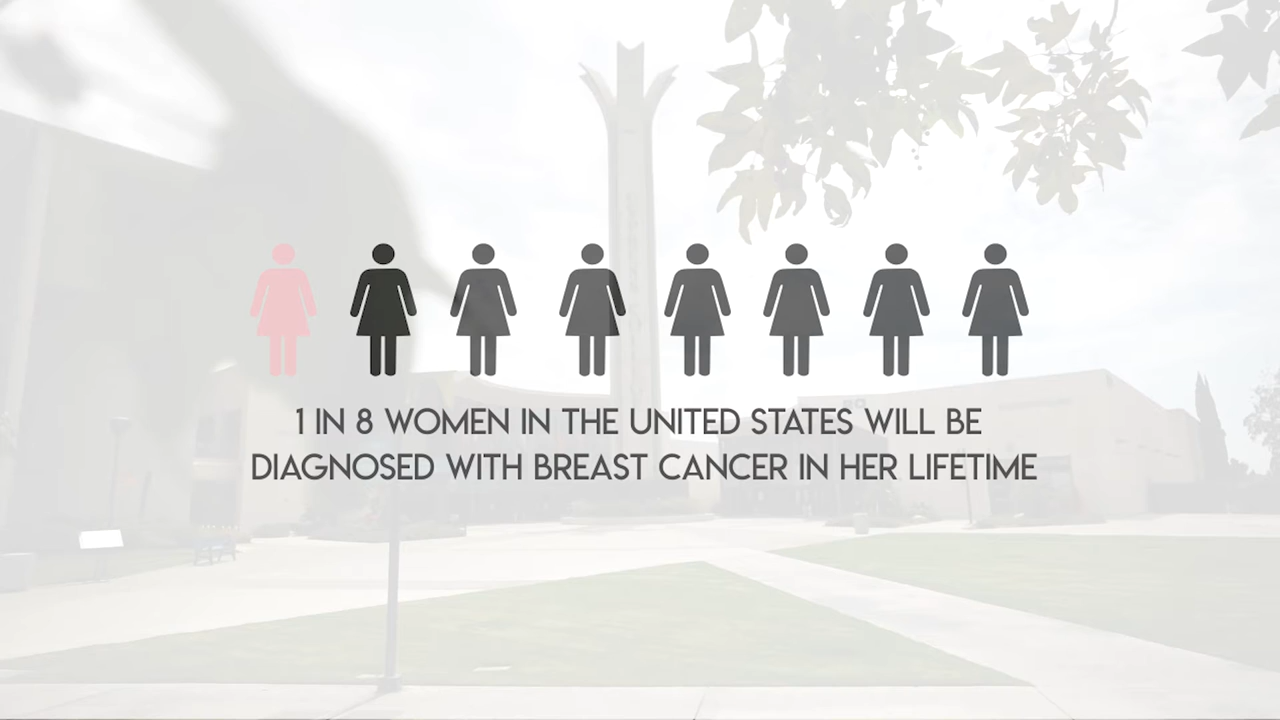 1 IN 8 WOMEN IN THE UNITED STATES WILL BE
DIAGNOSED WITH BREAST CANCER IN HER LIFETIME